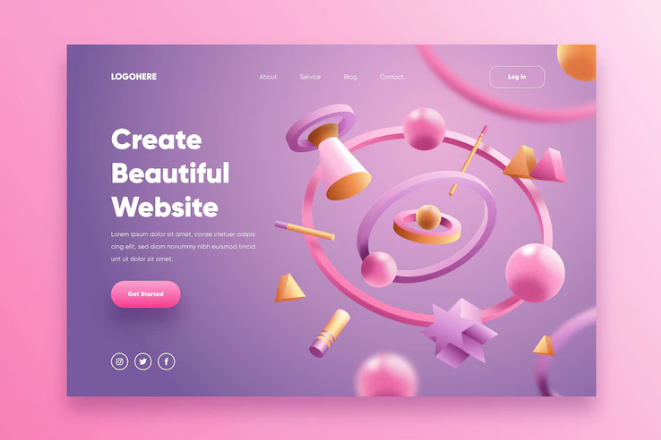 LOGOHERE
About
Service
Blog
Contact
Log in
Create
Beautiful
Website
Lorem ipsum dolor sit amet, conse ctetuer adipis
cing elit, sed diam nonummy nibh euismod tincid
unt ut dolor sit amet.
Get Started